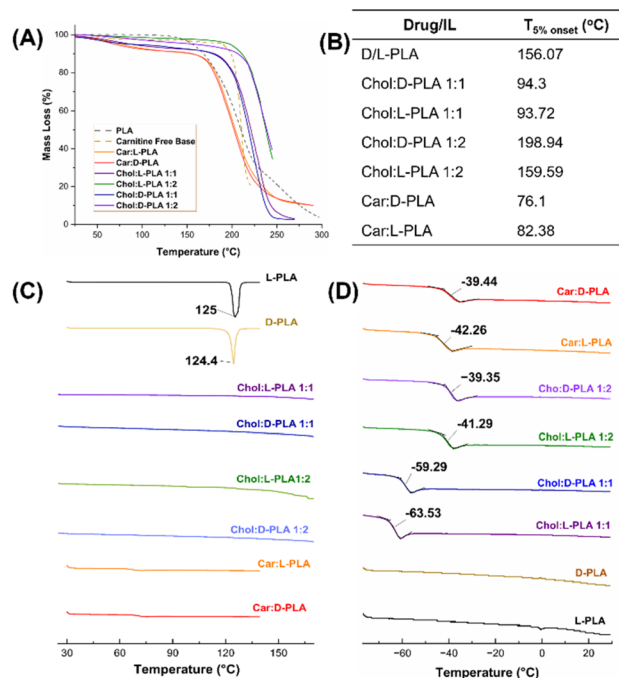 (A)
Mass Loss (%)
100
80
60
40
20
0
PLA
Carnitine Free Base
Car:L-PLA
Car:D-PLA
Chol:L-PLA 1:1
Chol:L-PLA 1:2
Chol:D-PLA 1:1
Chol:D-PLA 1:2
50 100 150 200 250 300
Temperature (°C)
(B)
Drug/IL T5% onset (°C)
D/L-PLA 156.07
Chol:D-PLA 1:1 94.3
Chol:L-PLA 1:1 93.72
Chol:D-PLA 1:2 198.94
Chol:L-PLA 1:2 159.59
Car:D-PLA 76.1
Car:L-PLA 82.38
(C)
L-PLA
125
D-PLA
124.4
Chol:L-PLA 1:1
Chol:D-PLA 1:1
Chol:L-PLA1:2
Chol:D-PLA 1:2
Car:L-PLA
Car:D-PLA
30 60 90 120 150
Temperature (°C)
(D)
-39.44
Car:D-PLA
-42.26
Car:L-PLA
-39.35
Cho:D-PLA 1:2
-41.29
Chol:L-PLA 1:2
-59.29
Chol:D-PLA 1:1
-63.53
Chol:L-PLA 1:1
D-PLA
L-PLA
-60 -40 -20 0 20
Temperature (°C)